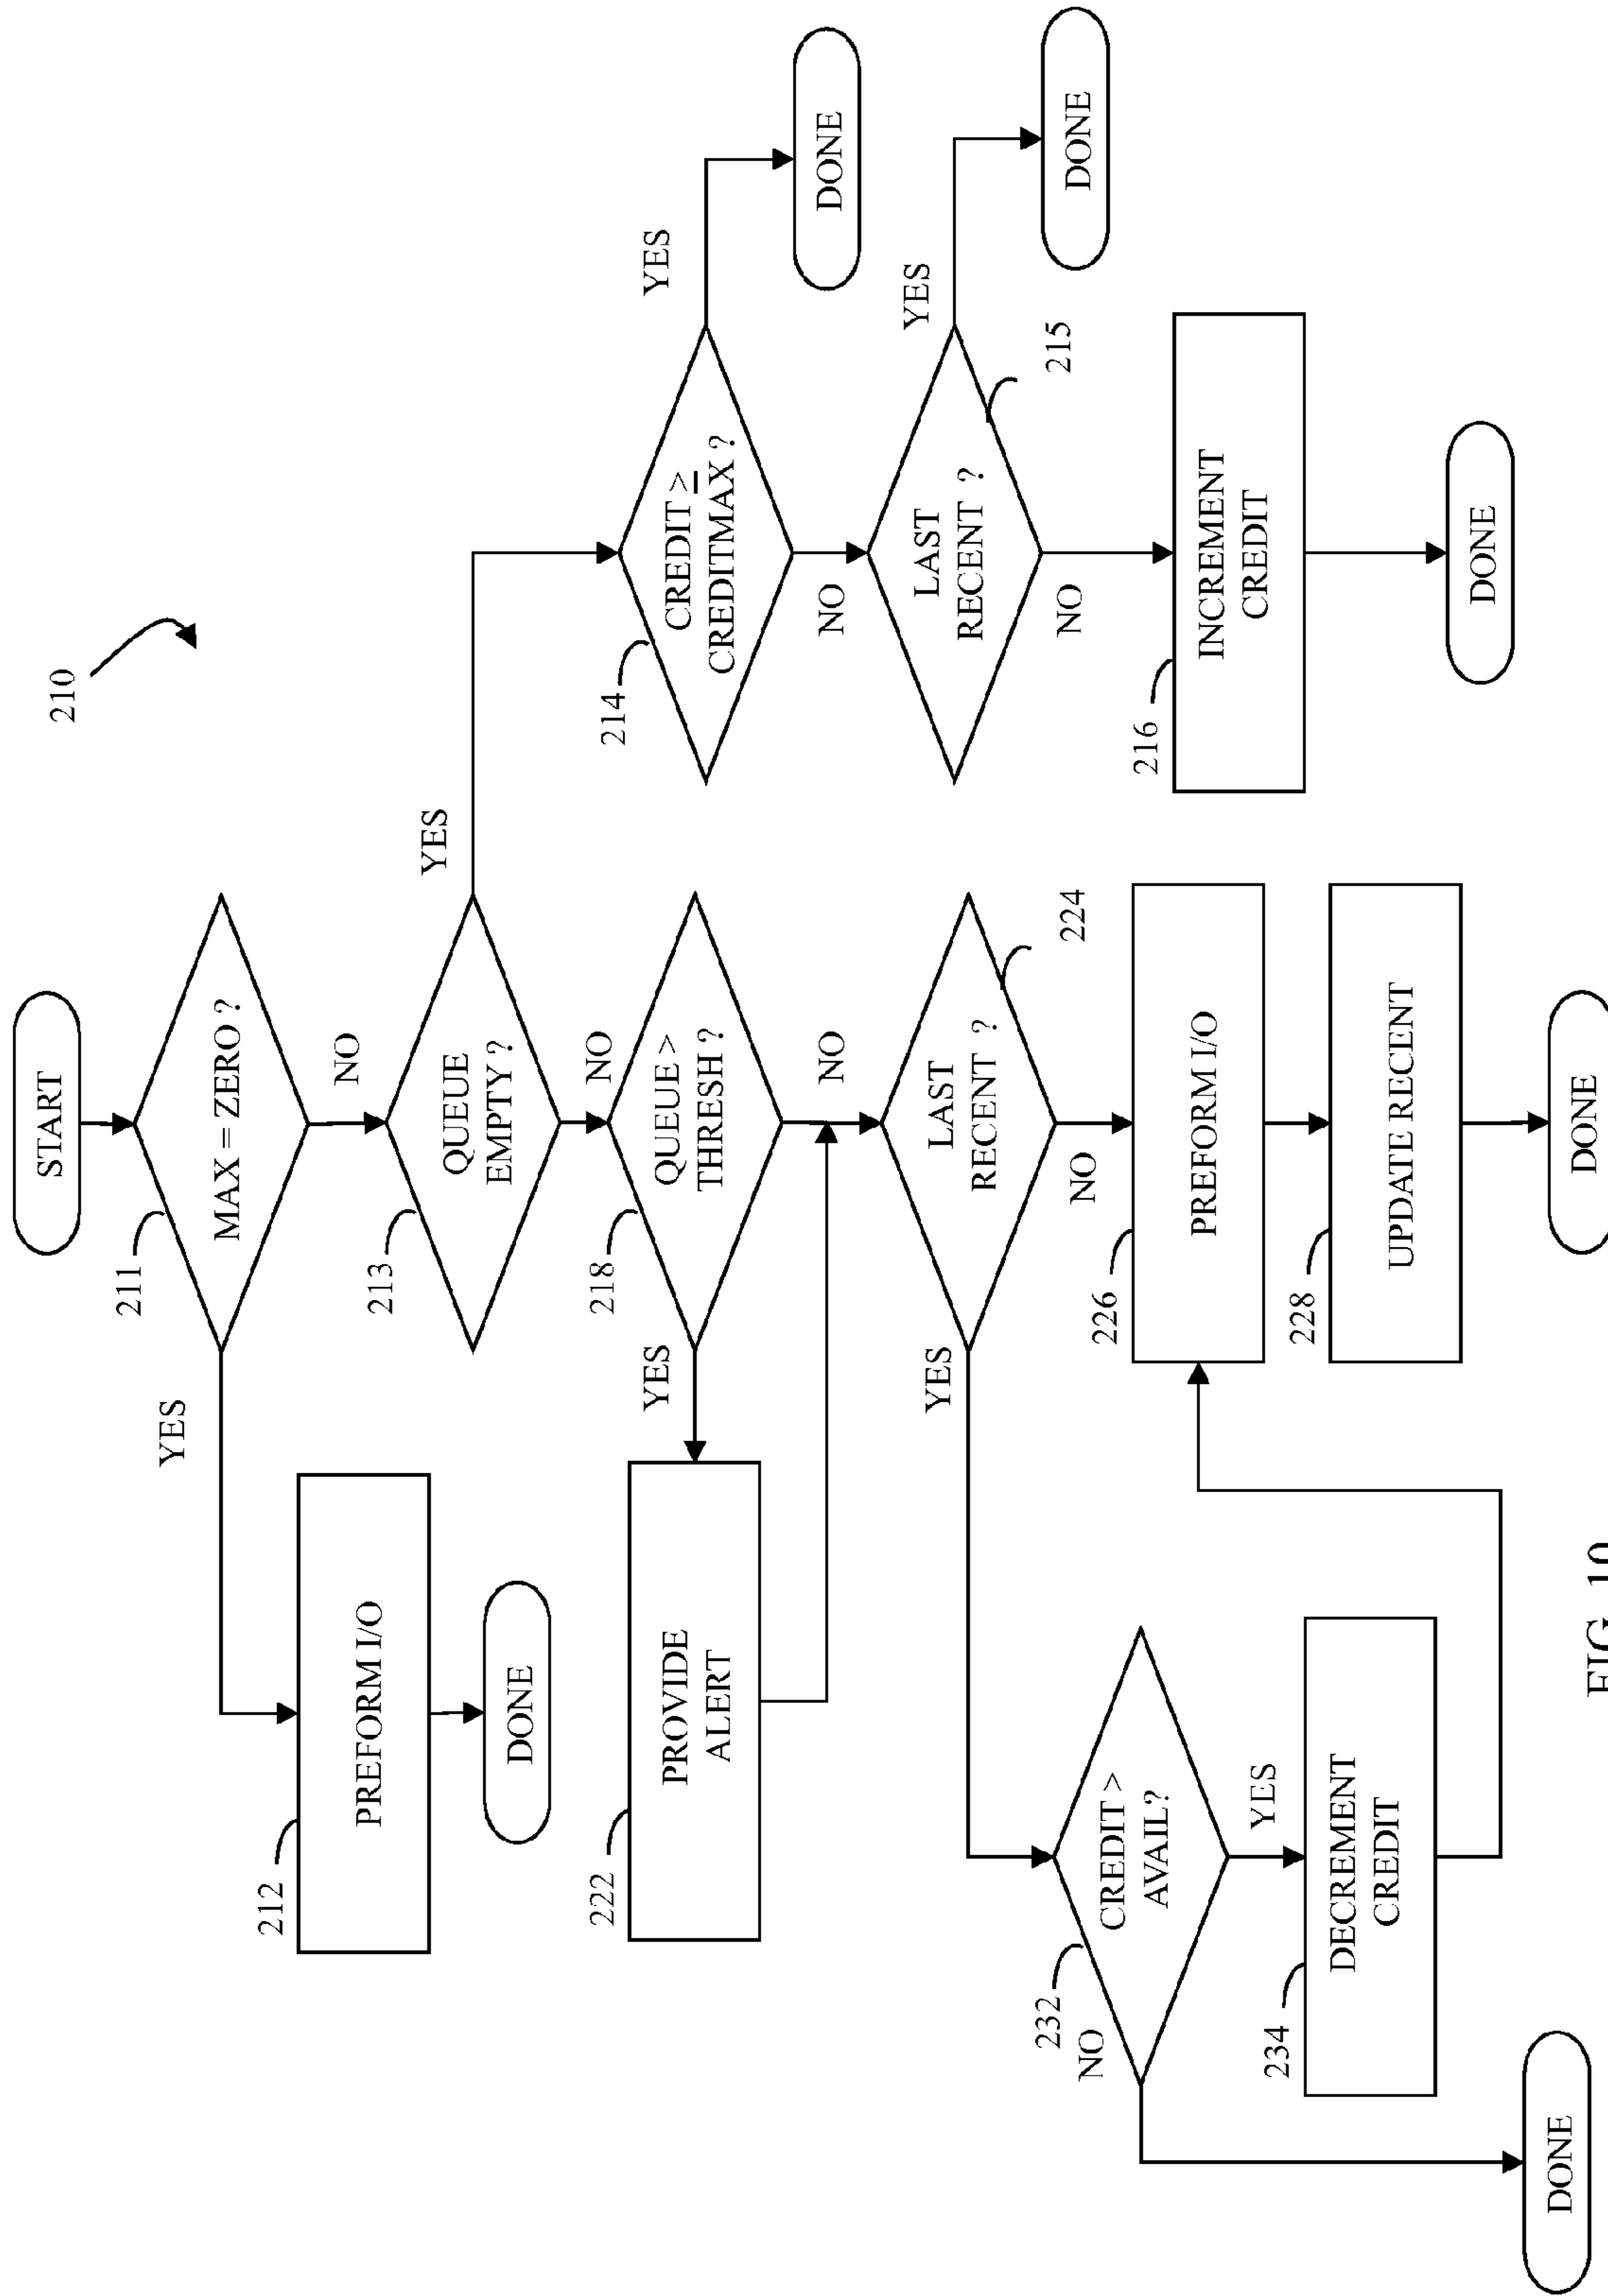 210
START
211
MAX = ZERO ?
YES
NO
212
PREFORM I/O
DONE
213
QUEUE
EMPTY ?
YES
NO
214
CREDIT ≥
CREDITMAX ?
YES
DONE
NO
215
LAST
RECENT ?
YES
DONE
NO
216
INCREMENT
CREDIT
DONE
218
QUEUE >
THRESH ?
YES
NO
222
PROVIDE
ALERT
224
LAST
RECENT ?
YES
NO
226
PREFORM I/O
228
UPDATE RECENT
DONE
232
CREDIT >
AVAIL?
NO
YES
234
DECREMENT
CREDIT
DONE